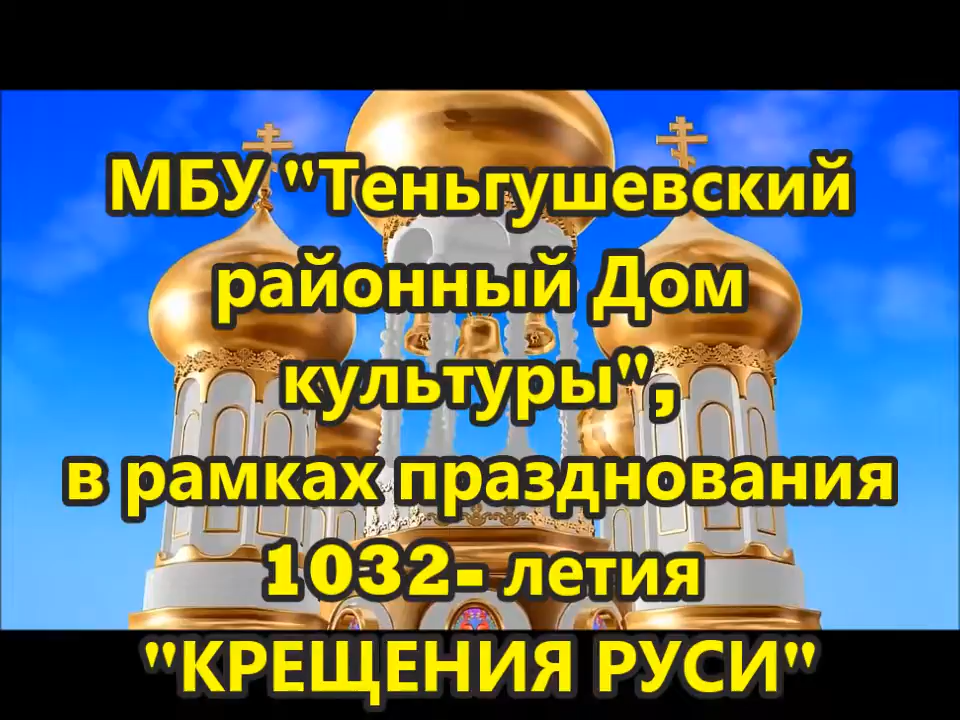 МБУ "Теньгушевский
районный Дом
культуры",
в рамках празднования
1032- летия
"КРЕЩЕНИЯ РУСИ"